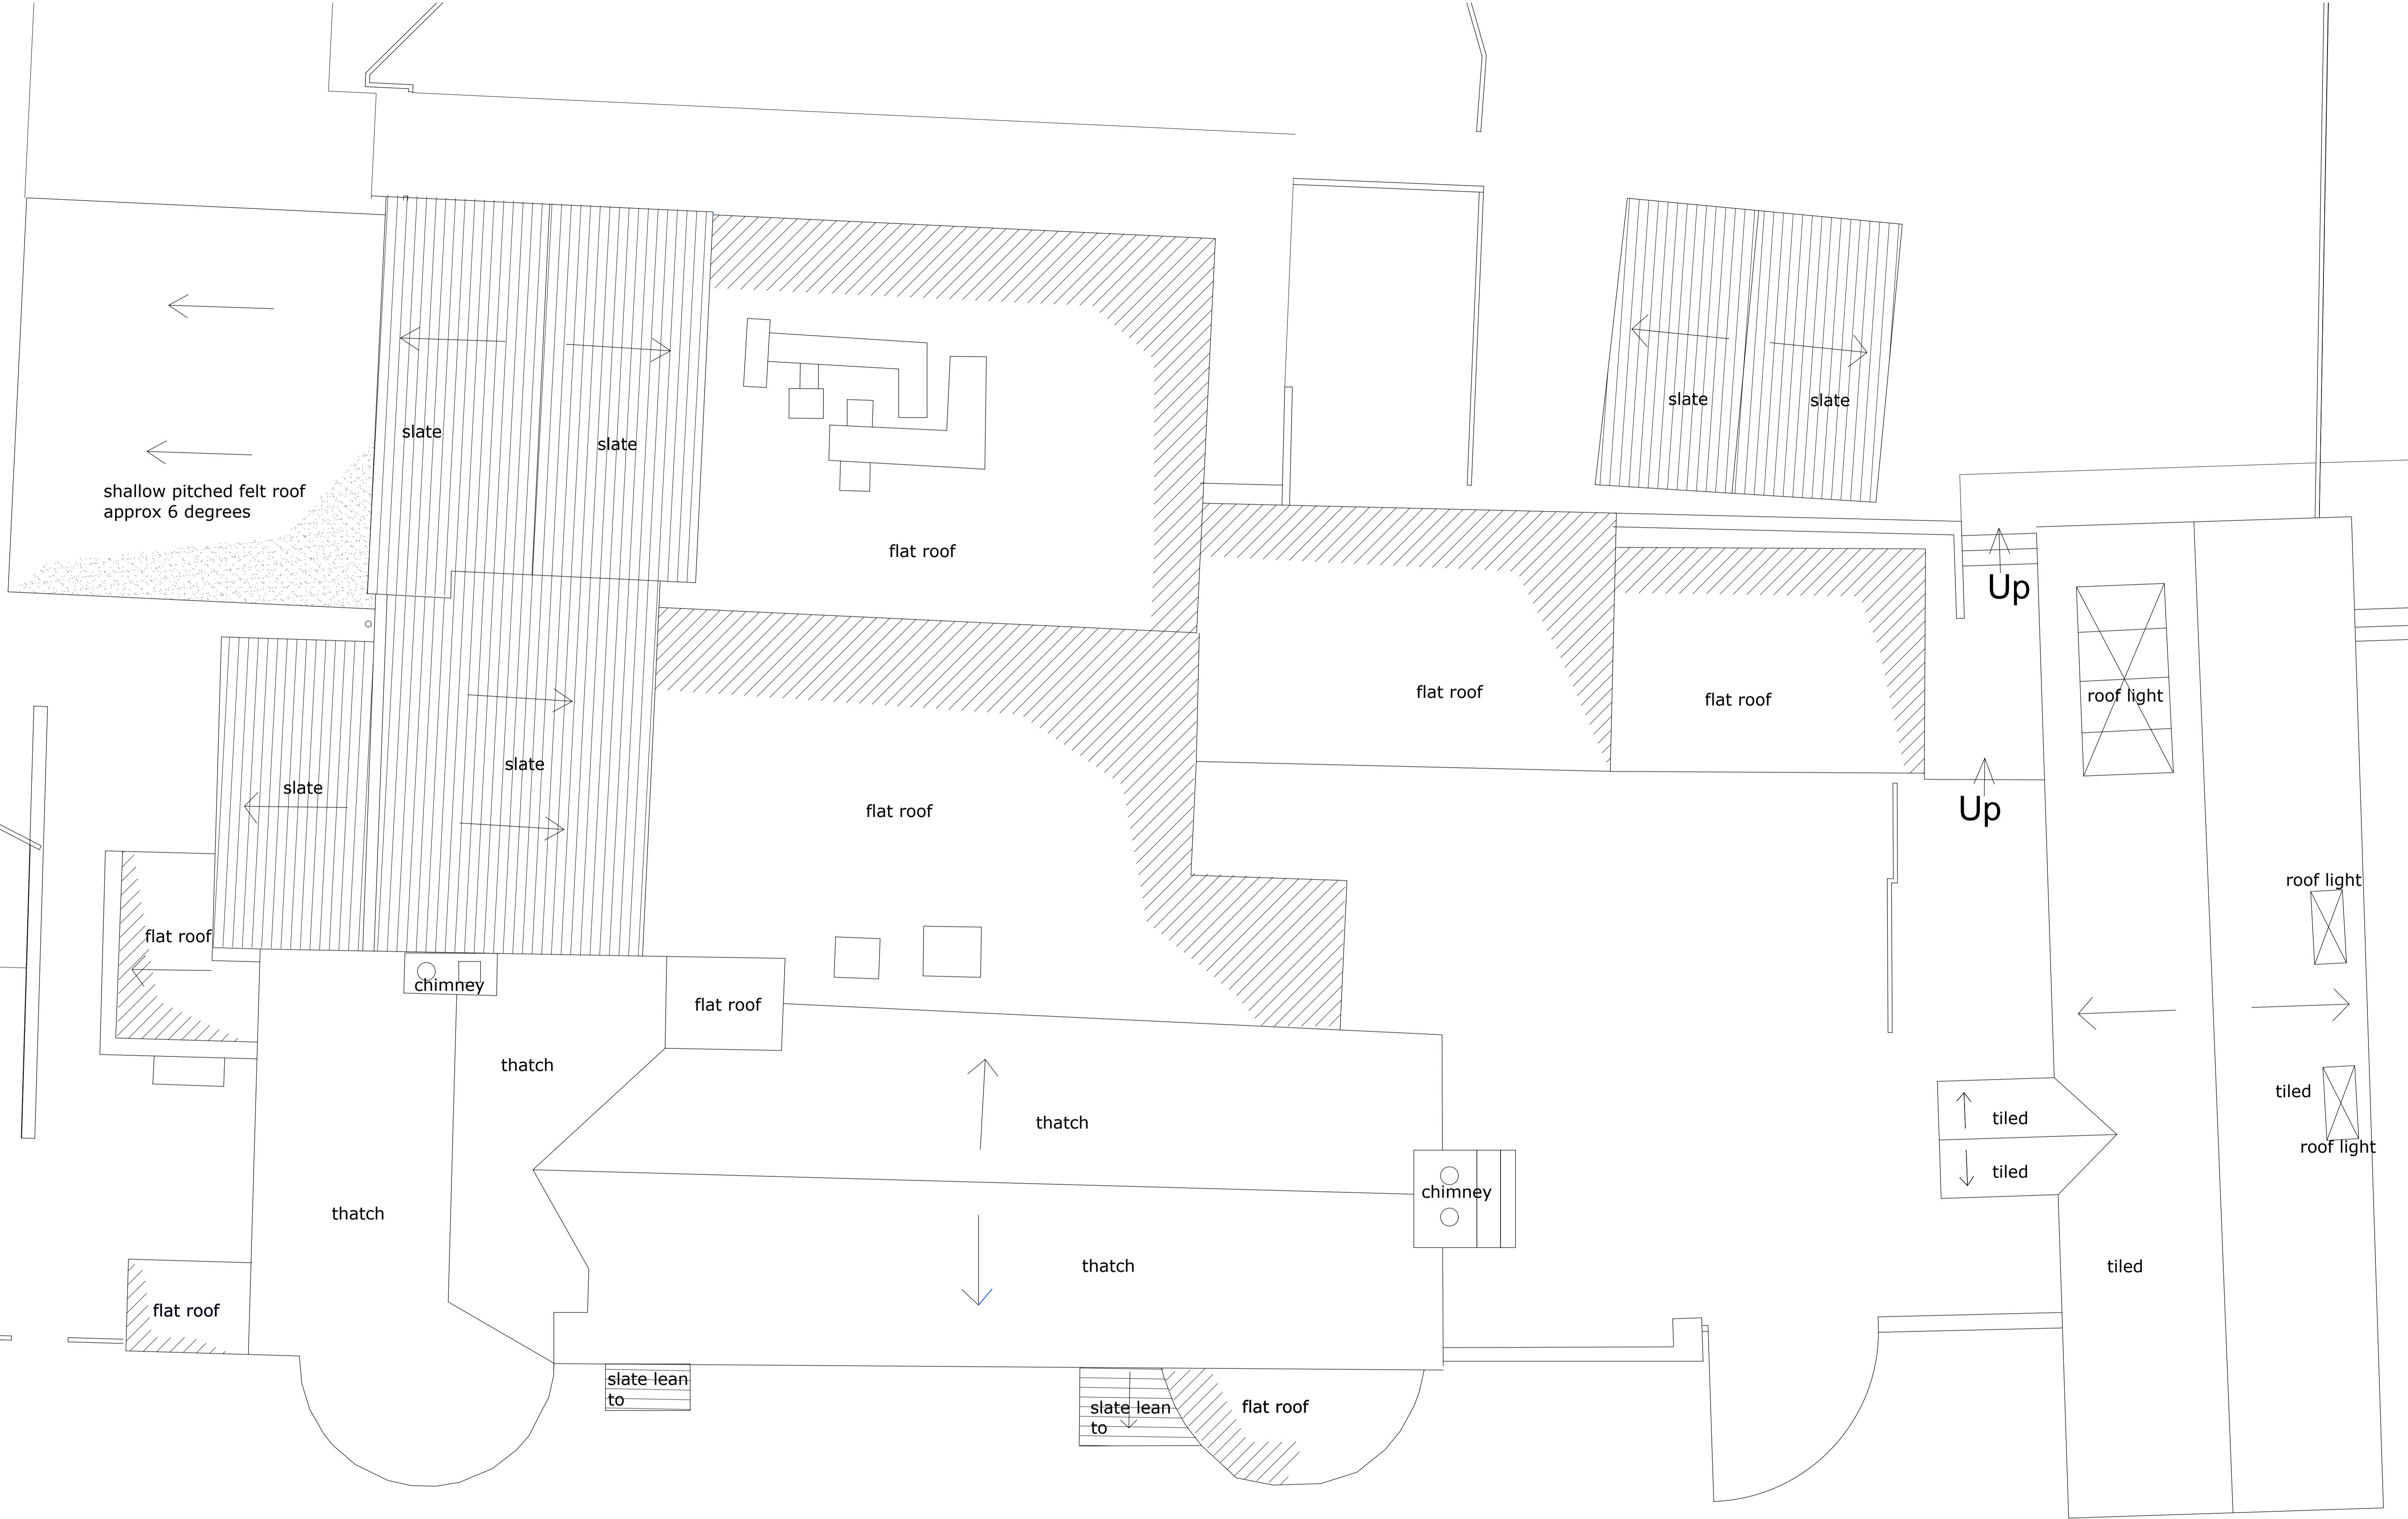 slate
slate
slate
slate
shallow pitched felt roof
approx 6 degrees
flat roof
Up
flat roof
flat roof
roof light
slate
slate
flat roof
Up
roof light
flat roof
chimney
flat roof
thatch
tiled
thatch
tiled
roof light
tiled
chimney
thatch
thatch
tiled
flat roof
slate lean
to
slate lean
to
flat roof